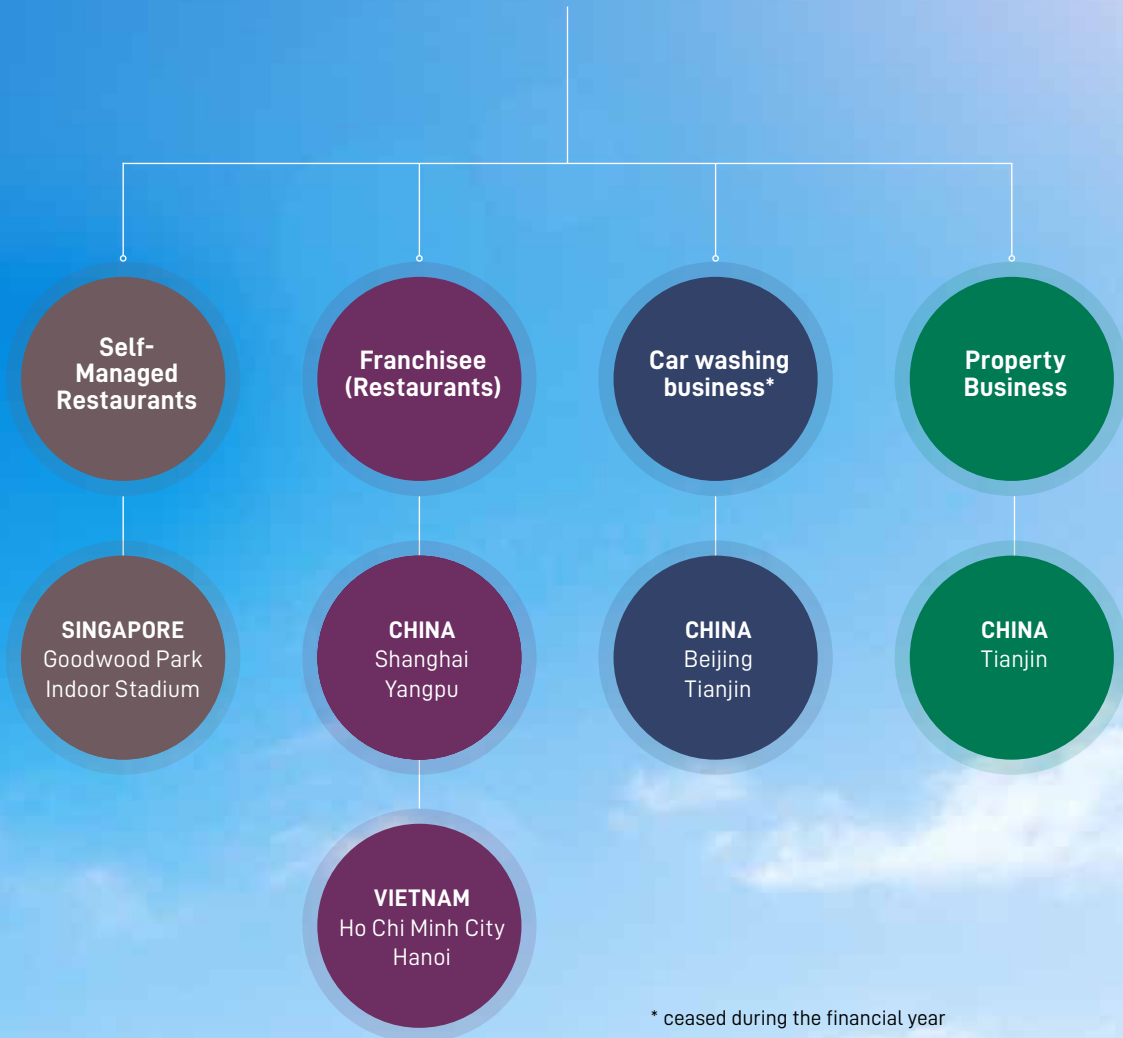 Self-
Managed
Restaurants
Franchisee
(Restaurants)
Car washing
business*
Property
Business
SINGAPORE
Goodwood Park
Indoor Stadium
CHINA
Shanghai
Yangpu
CHINA
Beijing
Tianjin
CHINA
Tianjin
VIETNAM
Ho Chi Minh City
Hanoi
* ceased during the financial year